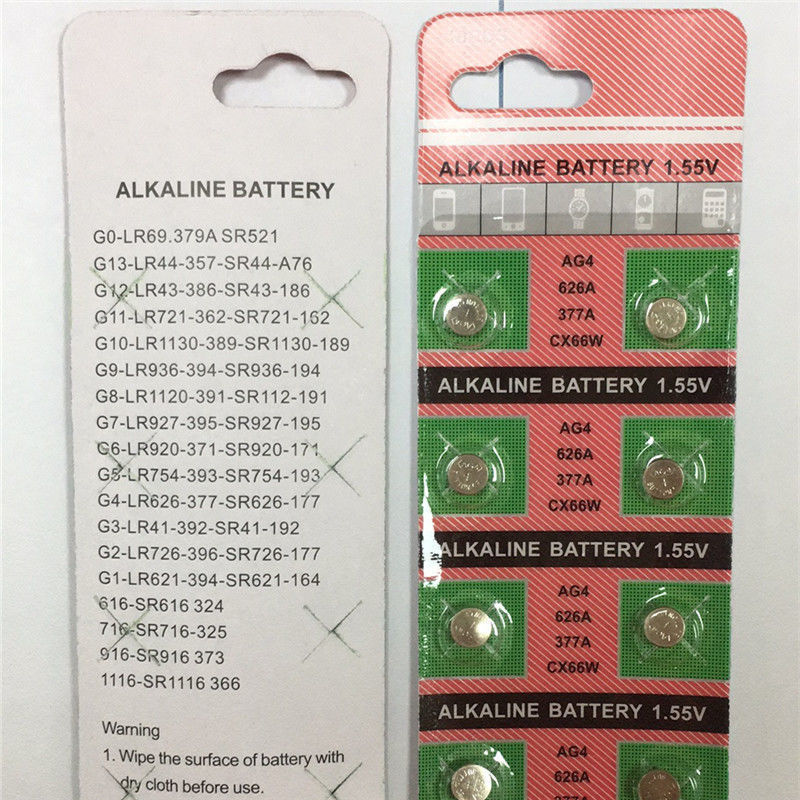 ALKALINE BATTERY
G0-LR69.379A SR521
G13-LR44-357-SR44-A76
G12-LR43-386-SR43-186
G11-LR721-362-SR721-162
G10-LR1130-389-SR1130-189
G9-LR936-394-SR936-194
G8-LR1120-391-SR112-191
G7-LR927-395-SR927-195
G6-LR920-371-SR920-171
G5-LR754-393-SR754-193
G4-LR626-377-SR626-177
G3-LR41-392-SR41-192
G2-LR726-396-SR726-177
G1-LR621-394-SR621-164
616-SR616 324
716-SR716-325
916-SR916 373
1116-SR1116 366
Warning
1. Wipe the surface of battery with
dry cloth before use.
ALKALINE BATTERY 1.55V
AG4
626A
377A
CX66W
ALKALINE BATTERY 1.55V
AG4
626A
377A
CX66W
ALKALINE BATTERY 1.55V
AG4
626A
377A
CX66W
ALKALINE BATTERY 1.55V
AG4
626A